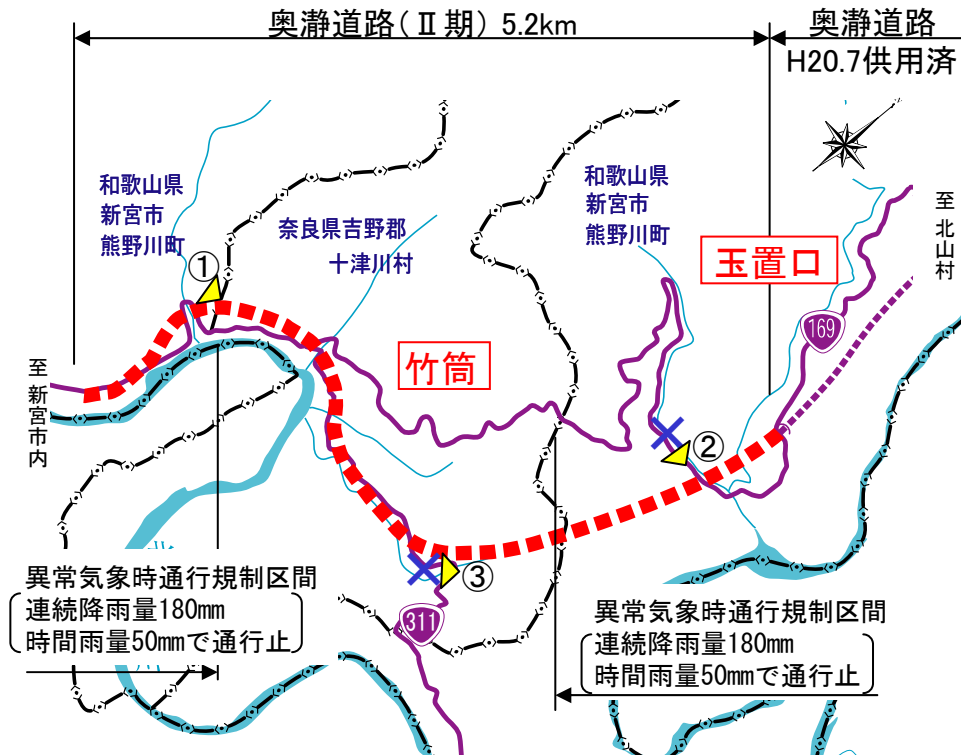 奥瀞道路(Ⅱ期) 5.2km
奥瀞道路
H20.7供用済
和歌山県
新宮市
熊野川町
奈良県吉野郡
十津川村
和歌山県
新宮市
熊野川町
至 北山村
玉置口
①
169
竹筒
至 新宮市内
②
③
311
異常気象時通行規制区間
連続降雨量180mm
時間雨量50mmで通行止
異常気象時通行規制区間
連続降雨量180mm
時間雨量50mmで通行止